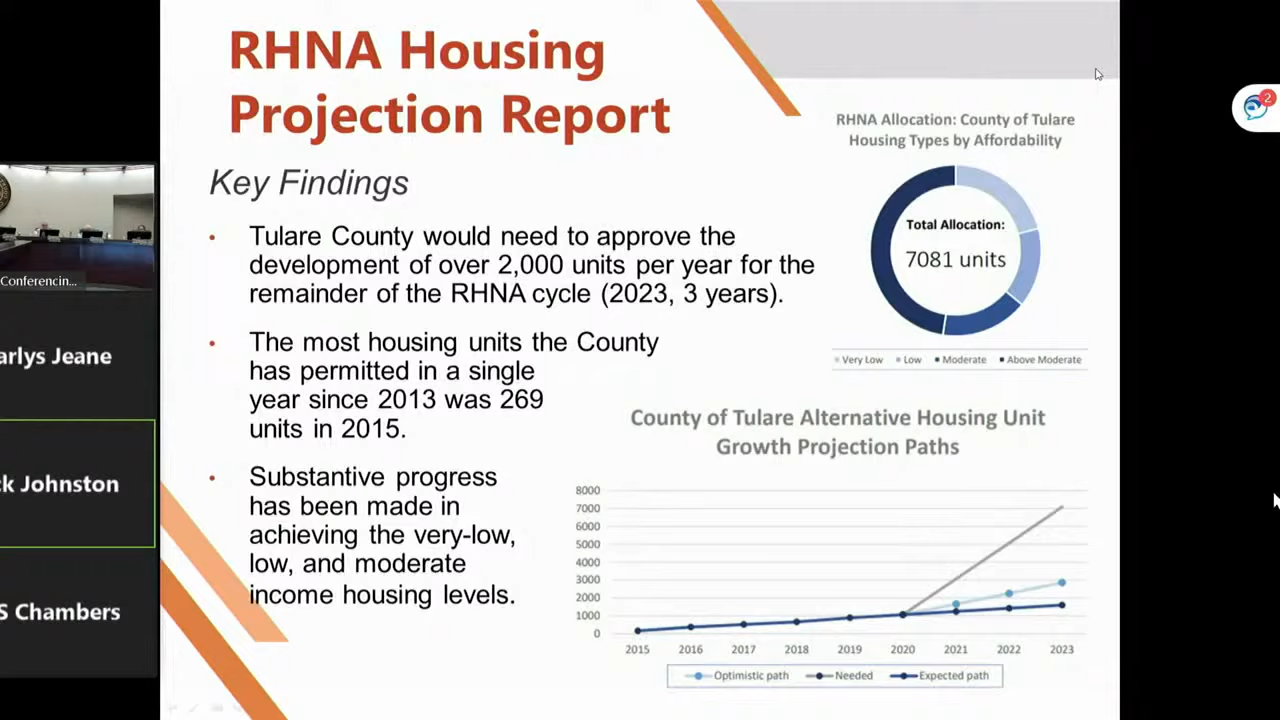 RHNA Housing
Projection Report
Key Findings
• Tulare County would need to approve the
development of over 2,000 units per year for the
remainder of the RHNA cycle (2023, 3 years).
• The most housing units the County
has permitted in a single
year since 2013 was 269
units in 2015.
• Substantive progress
has been made in
achieving the very-low,
low, and moderate
income housing levels.
RHNA Allocation: County of Tulare
Housing Types by Affordability
Total Allocation:
7081 units
Very Low Low Moderate Above Moderate
County of Tulare Alternative Housing Unit
Growth Projection Paths
8000
7000
6000
5000
4000
3000
2000
1000
0
2015 2016 2017 2018 2019 2020 2021 2022 2023
Optimistic path Needed Expected path
Conferencin...
arlys Jeane
ck Johnston
S Chambers
2